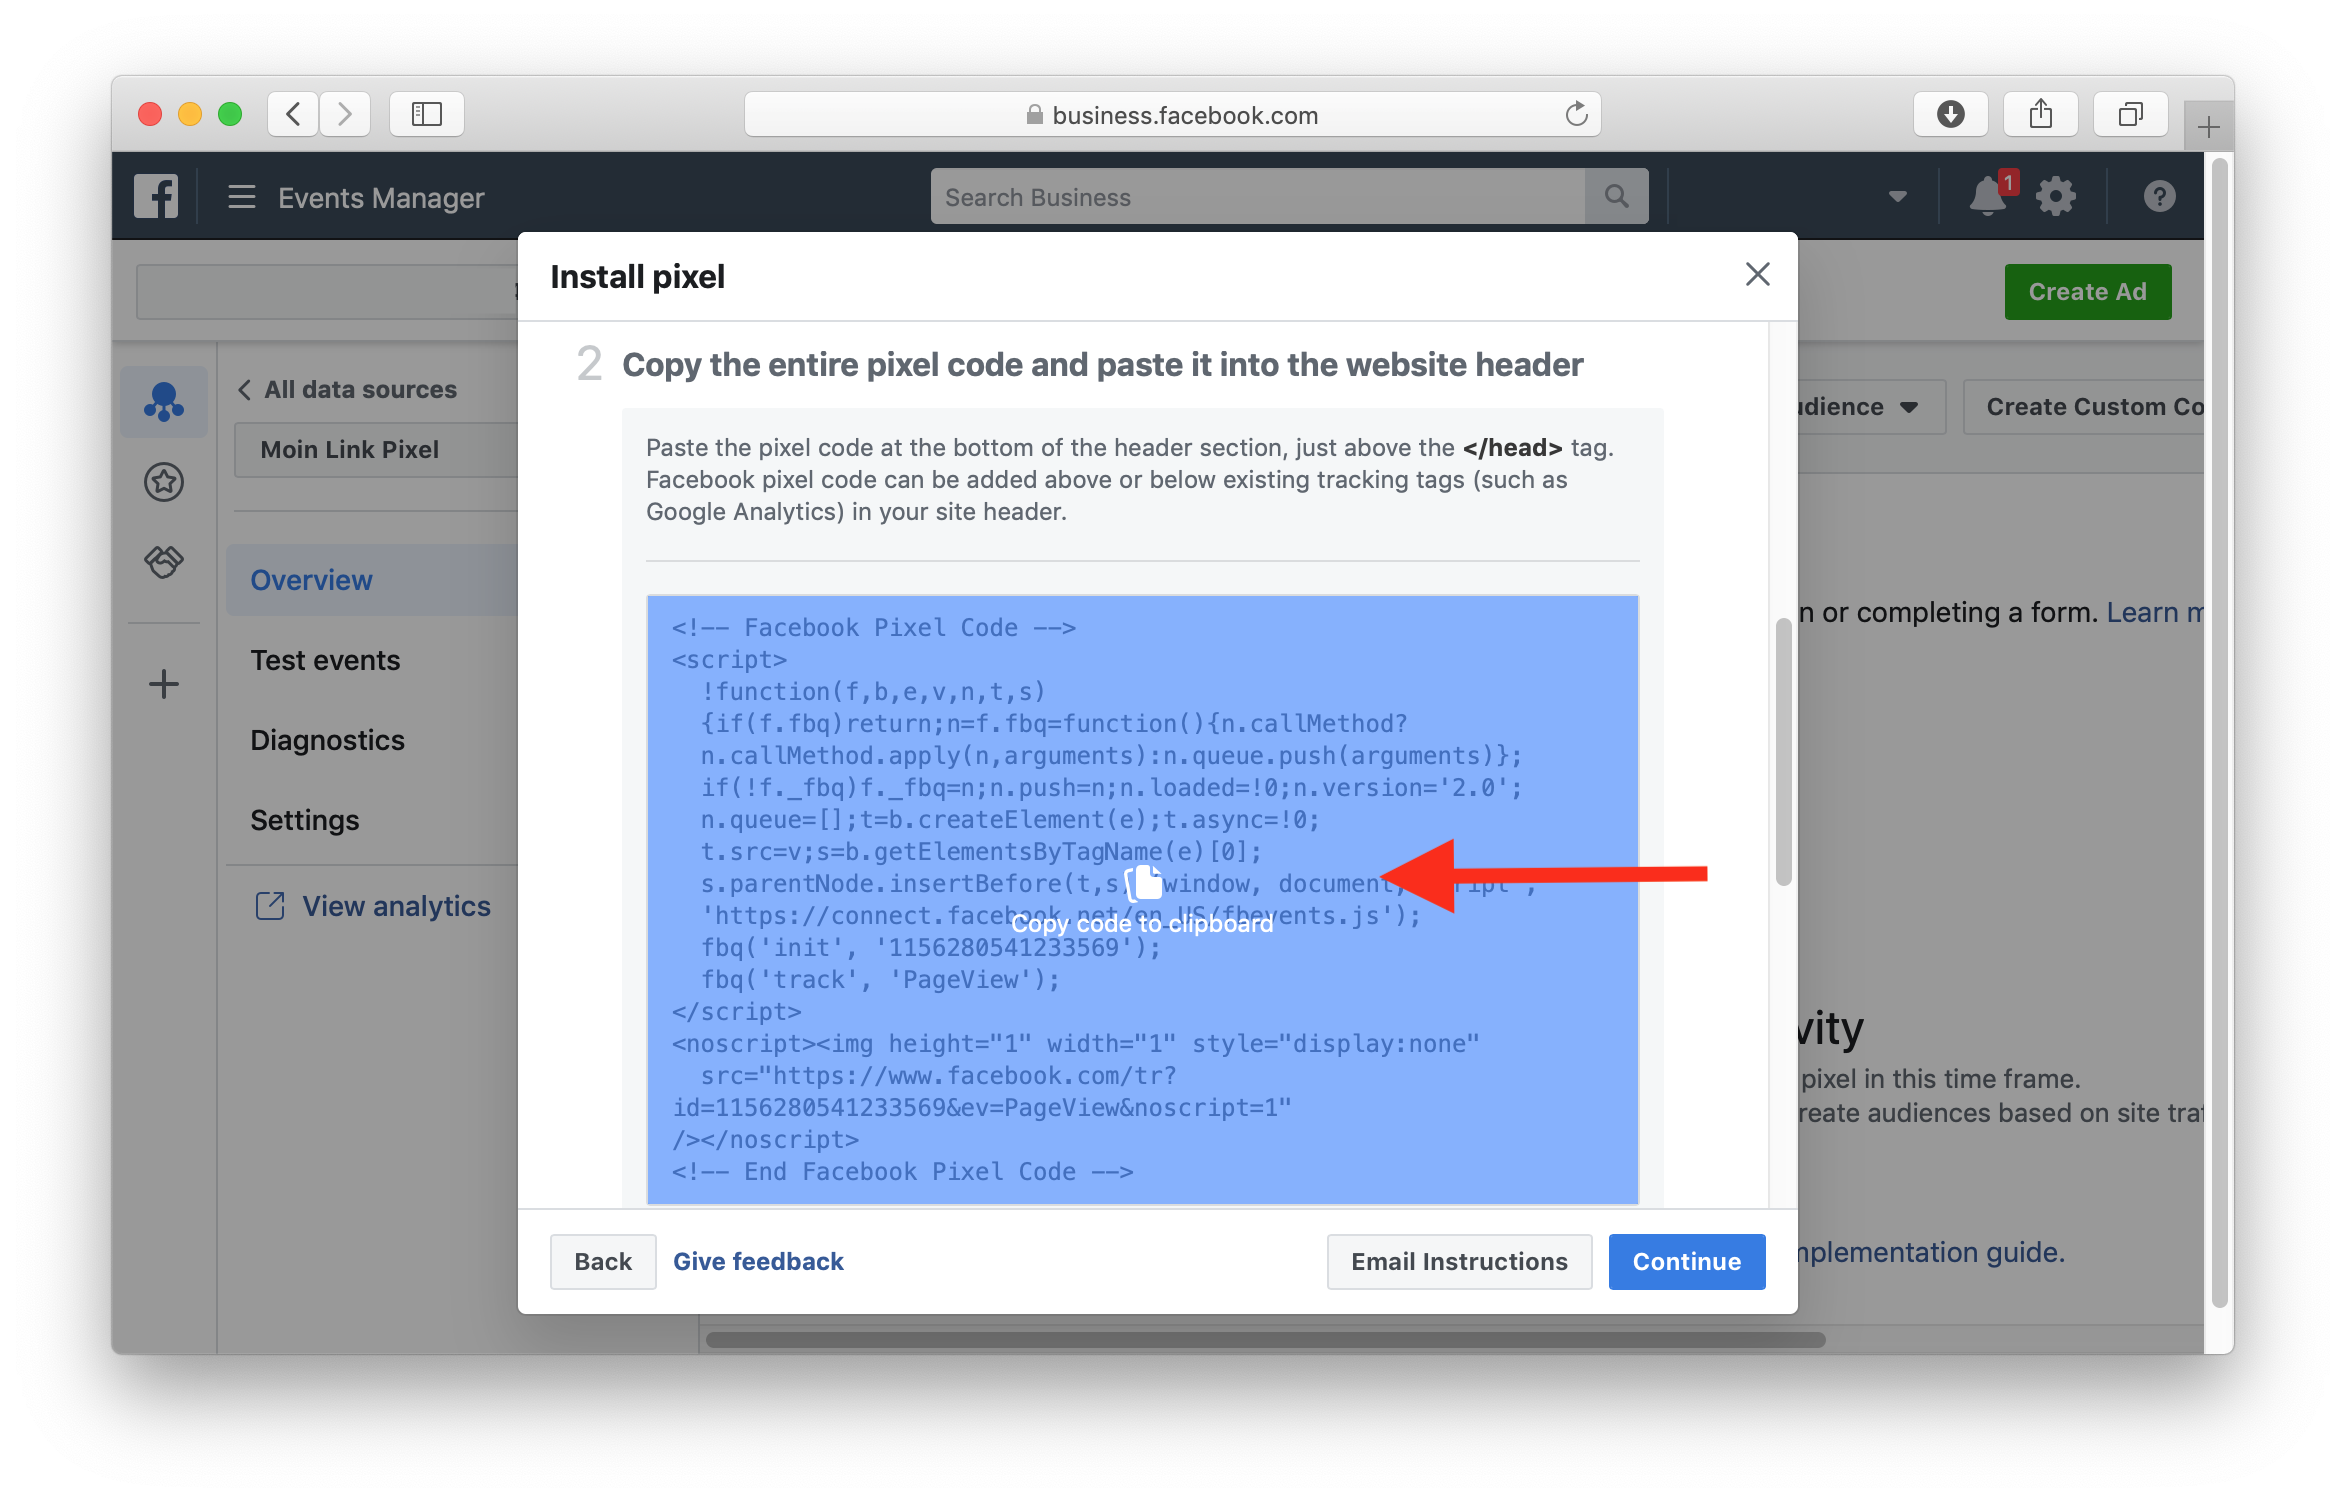 business.facebook.com
Events Manager
Search Business
1
Install pixel
Create Ad
2 Copy the entire pixel code and paste it into the website header
All data sources
Moin Link Pixel
udience
Create Custom Co
Paste the pixel code at the bottom of the header section, just above the </head> tag.
Facebook pixel code can be added above or below existing tracking tags (such as
Google Analytics) in your site header.
Overview
Test events
Diagnostics
Settings
View analytics
n or completing a form. Learn m
<!-- Facebook Pixel Code -->
<script>
!function(f,b,e,v,n,t,s)
{if(f.fbq)return;n=f.fbq=function(){n.callMethod?
n.callMethod.apply(n,arguments):n.queue.push(arguments)};
if(!f._fbq)f._fbq=n;n.push=n;n.loaded=!0;n.version='2.0';
n.queue=[];t=b.createElement(e);t.async=!0;
t.src=v;s=b.getElementsByTagName(e)[0];
s.parentNode.insertBefore(t,s window, document,
'https://connect.facebook.net/en_US/fbevents.js');
Copy code to clipboard
fbq('init', '1156280541233569');
fbq('track', 'PageView');
</script>
<noscript><img height="1" width="1" style="display:none"
src="https://www.facebook.com/tr?
id=1156280541233569&ev=PageView&noscript=1"
/></noscript>
<!-- End Facebook Pixel Code -->
vity
pixel in this time frame.
reate audiences based on site traf
mplementation guide.
Back
Give feedback
Email Instructions
Continue